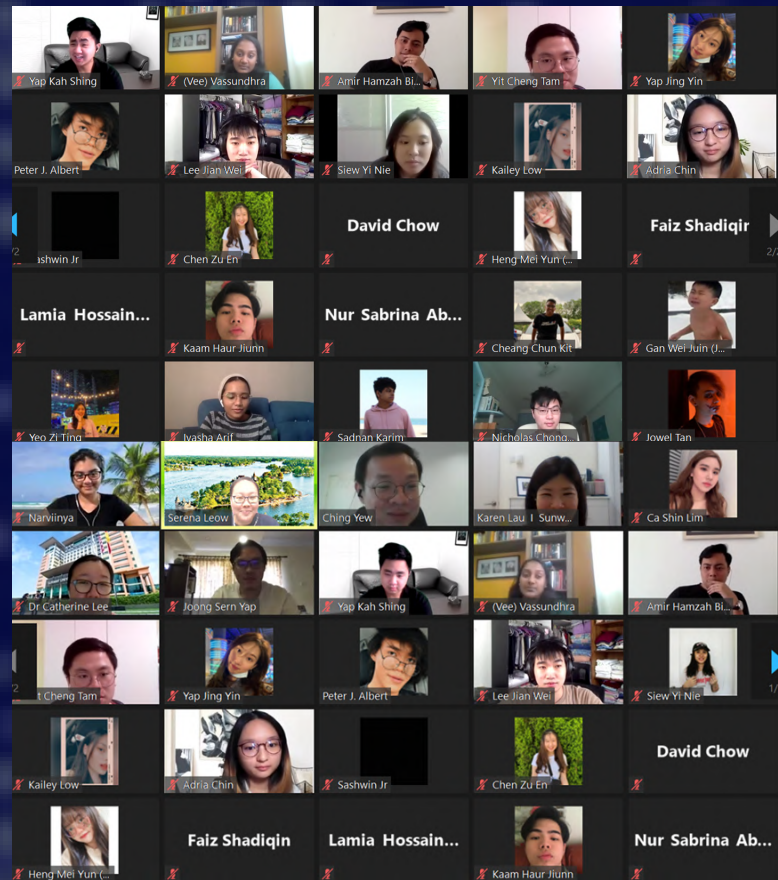 Yap Kah Shing
(Vee) Vassundhra
Amir Hamzah Bi...
Yit Cheng Tam
Yap Jing Yin
Peter J. Albert
Lee Jian Wei
Siew Yi Nie
Kailey Low
Adria Chin
/2
ashwin Jr
Chen Zu En
David Chow
Heng Mei Yun (...
Faiz Shadiqir
2/2
Lamia Hossain...
Kaam Haur Jiunn
Nur Sabrina Ab...
Cheang Chun Kit
Gan Wei Juin (J...
Yeo Zi Ting
Iyasha Arif
Sadnan Karim
Nicholas Chong...
Jowel Tan
Narviinya
Serena Leow
Ching Yew
Karen Lau I Sunw...
Ca Shin Lim
Dr Catherine Lee
Joong Sern Yap
Yap Kah Shing
(Vee) Vassundhra
Amir Hamzah Bi...
/2
t Cheng Tam
Yap Jing Yin
Peter J. Albert
Lee Jian Wei
Siew Yi Nie
1/
Kailey Low
Adria Chin
Sashwin Jr
Chen Zu En
David Chow
Heng Mei Yun (...
Faiz Shadiqin
Lamia Hossain...
Kaam Haur Jiunn
Nur Sabrina Ab...